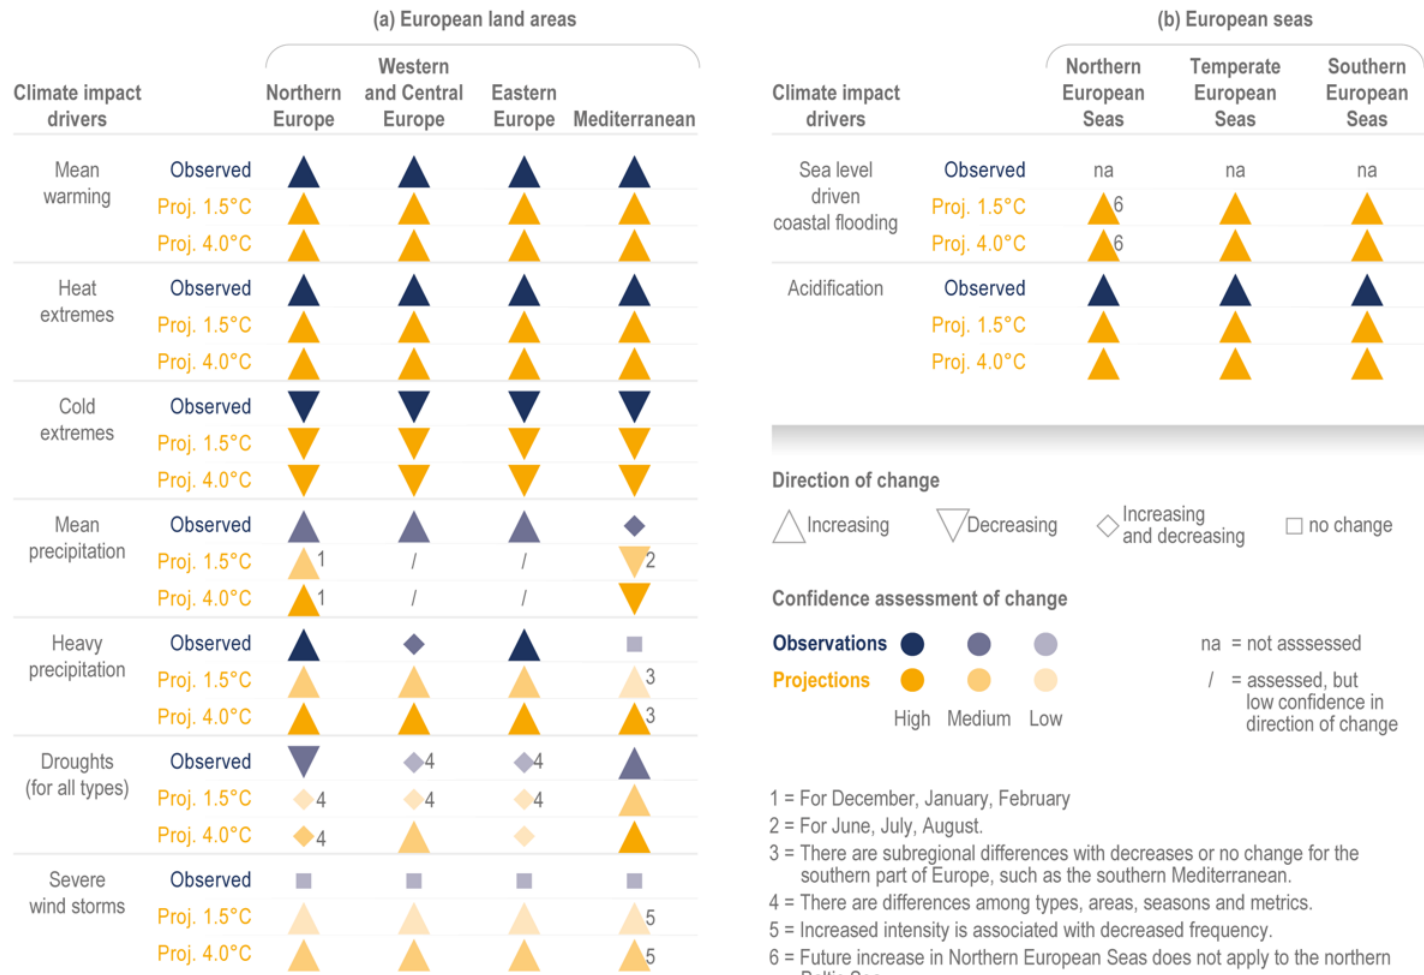 (a) European land areas
Climate impact
drivers
Northern
Europe
Western
and Central
Europe
Eastern
Europe
Mediterranean
Mean
warming
Observed
Proj. 1.5°C
Proj. 4.0°C
Heat
extremes
Observed
Proj. 1.5°C
Proj. 4.0°C
Cold
extremes
Observed
Proj. 1.5°C
Proj. 4.0°C
Mean
precipitation
Observed
Proj. 1.5°C 1 / / 2
Proj. 4.0°C 1 / /
Heavy
precipitation
Observed
Proj. 1.5°C 3
Proj. 4.0°C 3
Droughts
(for all types)
Observed 4 4
Proj. 1.5°C 4 4 4
Proj. 4.0°C 4
Severe
wind storms
Observed
Proj. 1.5°C 5
Proj. 4.0°C 5
(b) European seas
Climate impact
drivers
Northern
European
Seas
Temperate
European
Seas
Southern
European
Seas
Sea level
driven
coastal flooding
Observed na na na
Proj. 1.5°C 6
Proj. 4.0°C 6
Acidification
Observed
Proj. 1.5°C
Proj. 4.0°C
Direction of change
Increasing
Decreasing
Increasing
and decreasing
no change
Confidence assessment of change
Observations
Projections
High Medium Low
na = not asssessed
/ = assessed, but
low confidence in
direction of change
1 = For December, January, February
2 = For June, July, August.
3 = There are subregional differences with decreases or no change for the
southern part of Europe, such as the southern Mediterranean.
4 = There are differences among types, areas, seasons and metrics.
5 = Increased intensity is associated with decreased frequency.
6 = Future increase in Northern European Seas does not apply to the northern